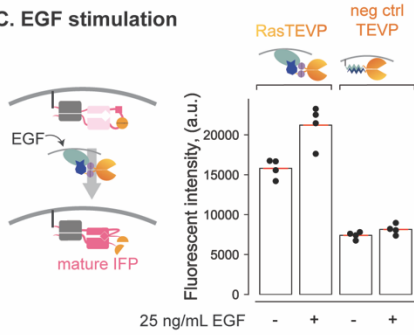 C. EGF stimulation
RasTEVP
neg ctrl
TEVP
EGF
mature IFP
Fluorescent intensity, (a.u.)
20000
15000
10000
5000
0
25 ng/mL EGF - + - +